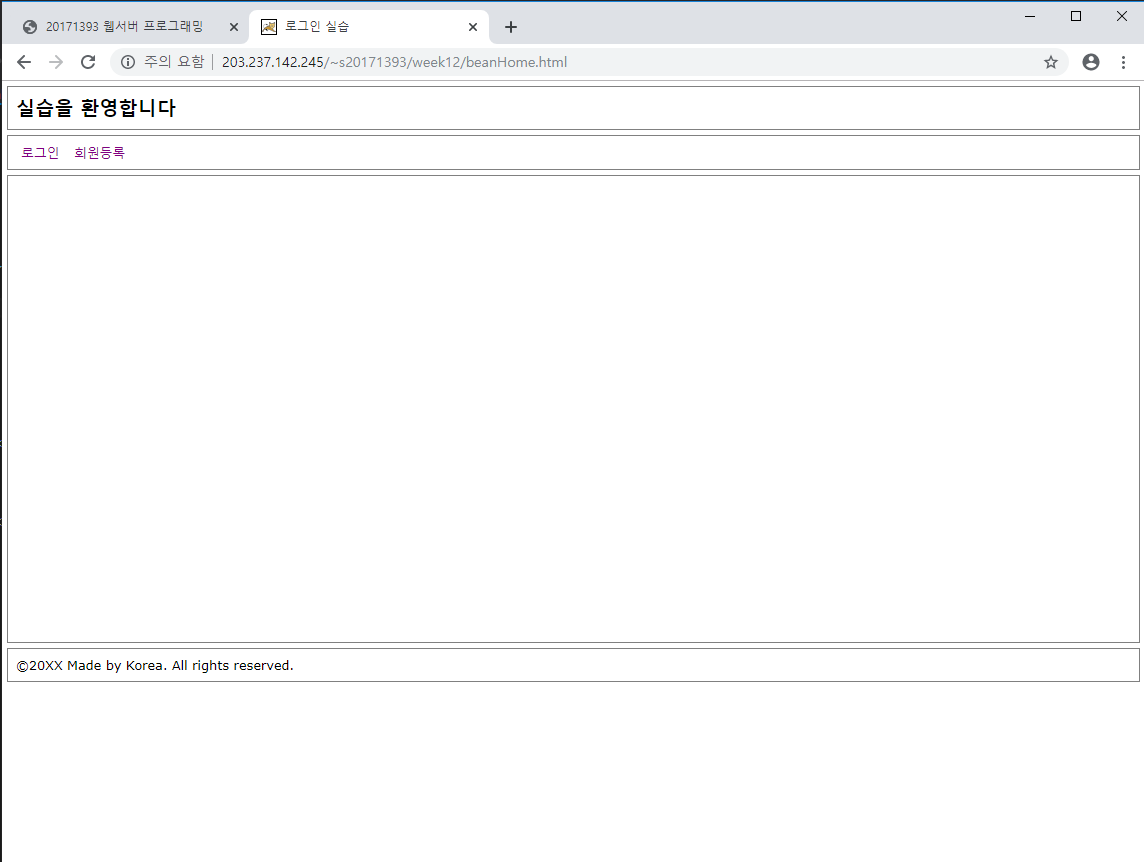 20171393 웹서버 프로그래밍
로그인 실습
주의 요함 | 203.237.142.245/~s20171393/week12/beanHome.html
실습을 환영합니다
로그인 회원등록
©20XX Made by Korea. All rights reserved.